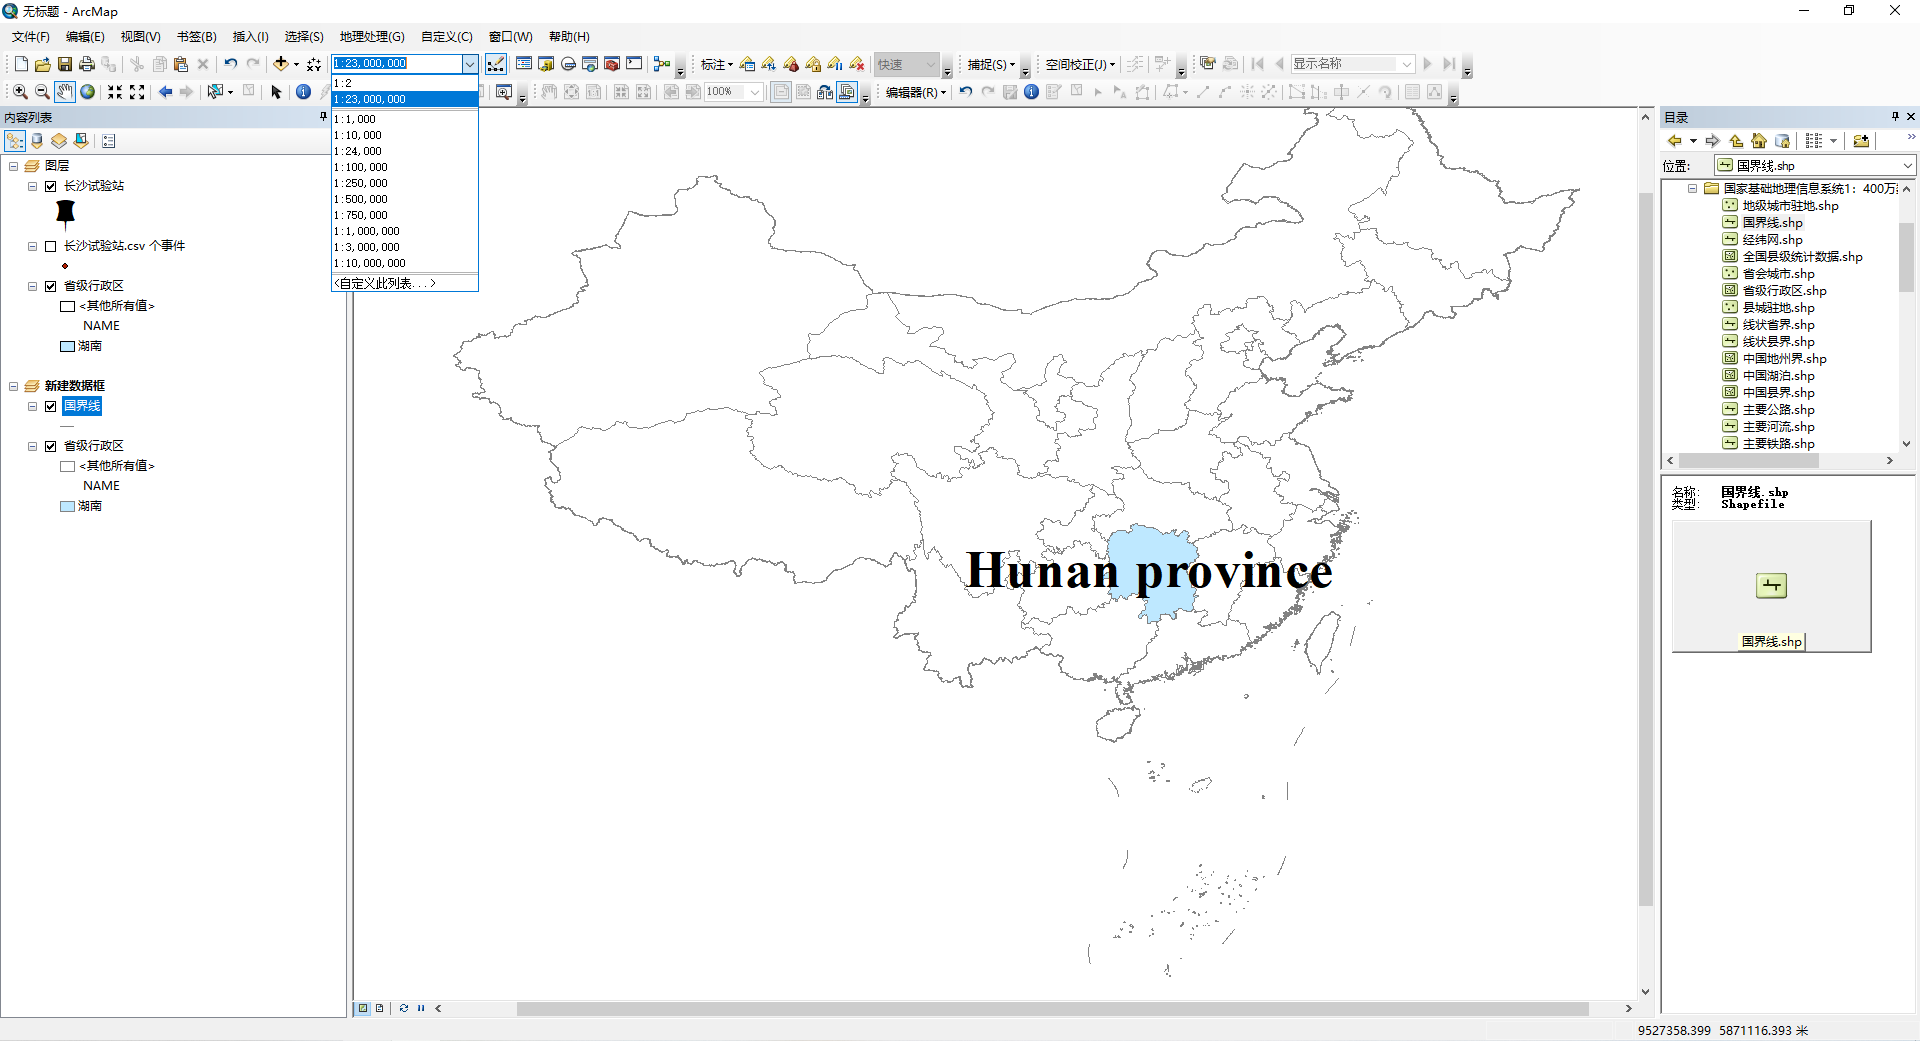 无标题 - ArcMap
文件(F) 编辑(E) 视图(V) 书签(B) 插入(I) 选择(S) 地理处理(G) 自定义(C) 窗口(W) 帮助(H)
1:23,000,000 标注 快速 捕捉(S) 空间校正(J) 显示名称
100% 编辑器(R)
1:2
1:23,000,000
1:1,000
1:10,000
1:24,000
1:100,000
1:250,000
1:500,000
1:750,000
1:1,000,000
1:3,000,000
1:10,000,000
<自定义此列表...>
内容列表
图层
长沙试验站
长沙试验站.csv 个事件
省级行政区
<其他所有值>
NAME
湖南
新建数据框
国界线
省级行政区
<其他所有值>
NAME
湖南
Hunan province
目录
位置: 国界线.shp
国家基础地理信息系统1: 400万
地级城市驻地.shp
国界线.shp
经纬网.shp
全国县级统计数据.shp
省会城市.shp
省级行政区.shp
县城驻地.shp
线状省界.shp
线状县界.shp
中国地州界.shp
中国湖泊.shp
中国县界.shp
主要公路.shp
主要河流.shp
主要铁路.shp
名称: 国界线.shp
类型: Shapefile
国界线.shp
9527358.399 5871116.393 米